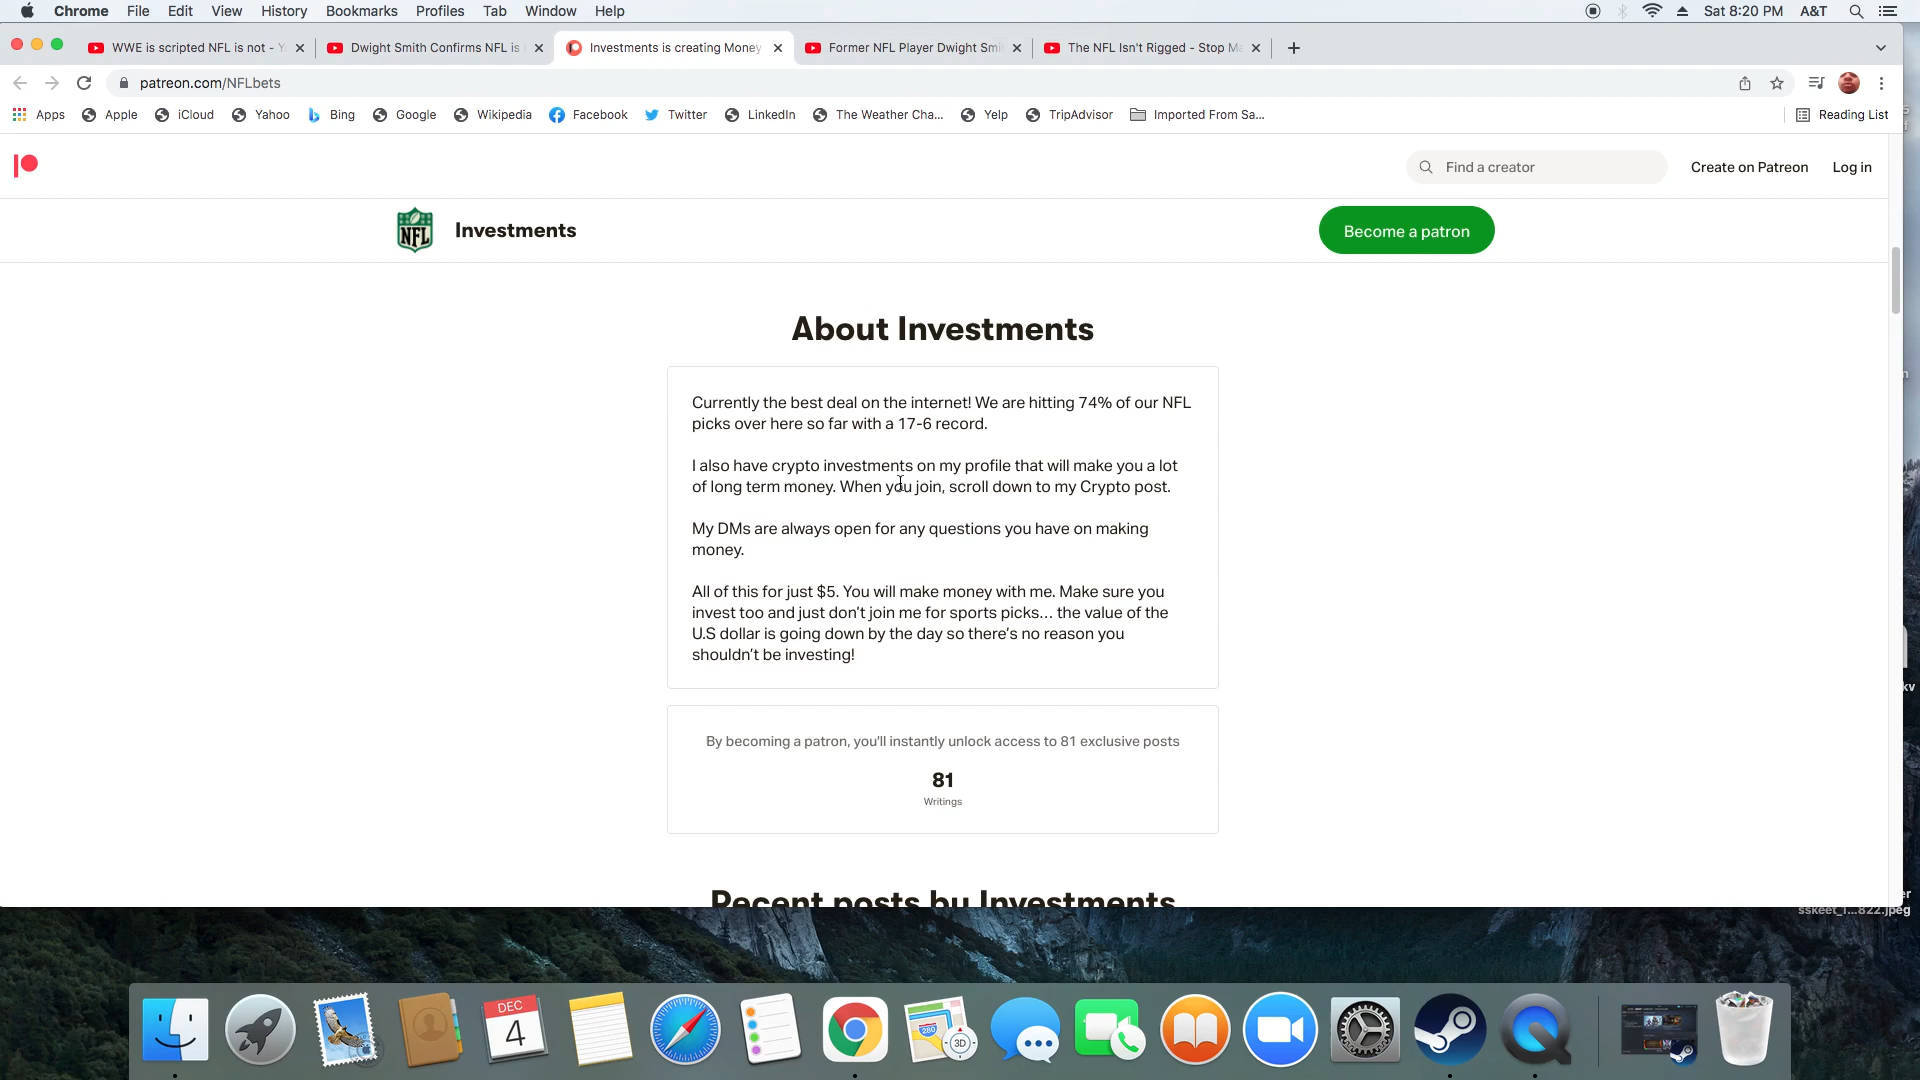 Chrome File Edit View History Bookmarks Profiles Tab Window Help Sat 8:20 PM A&T
WWE is scripted NFL is not - Dwight Smith Confirms NFL is Investments is creating Money Former NFL Player Dwight Smi The NFL Isn't Rigged - Stop
patreon.com/NFLbets
Apps Apple iCloud Yahoo Bing Google Wikipedia Facebook Twitter LinkedIn The Weather Cha... Yelp TripAdvisor Imported From Sa... Reading List
Find a creator Create on Patreon Log in
NFL Investments Become a patron
About Investments
Currently the best deal on the internet! We are hitting 74% of our NFL
picks over here so far with a 17-6 record.
I also have crypto investments on my profile that will make you a lot
of long term money. When you join, scroll down to my Crypto post.
My DMs are always open for any questions you have on making
money.
All of this for just $5. You will make money with me. Make sure you
invest too and just don't join me for sports picks... the value of the
U.S dollar is going down by the day so there's no reason you
shouldn't be investing!
By becoming a patron, you'll instantly unlock access to 81 exclusive posts
81
Writings
Recent posts by Investments
DEC
4
280
3D